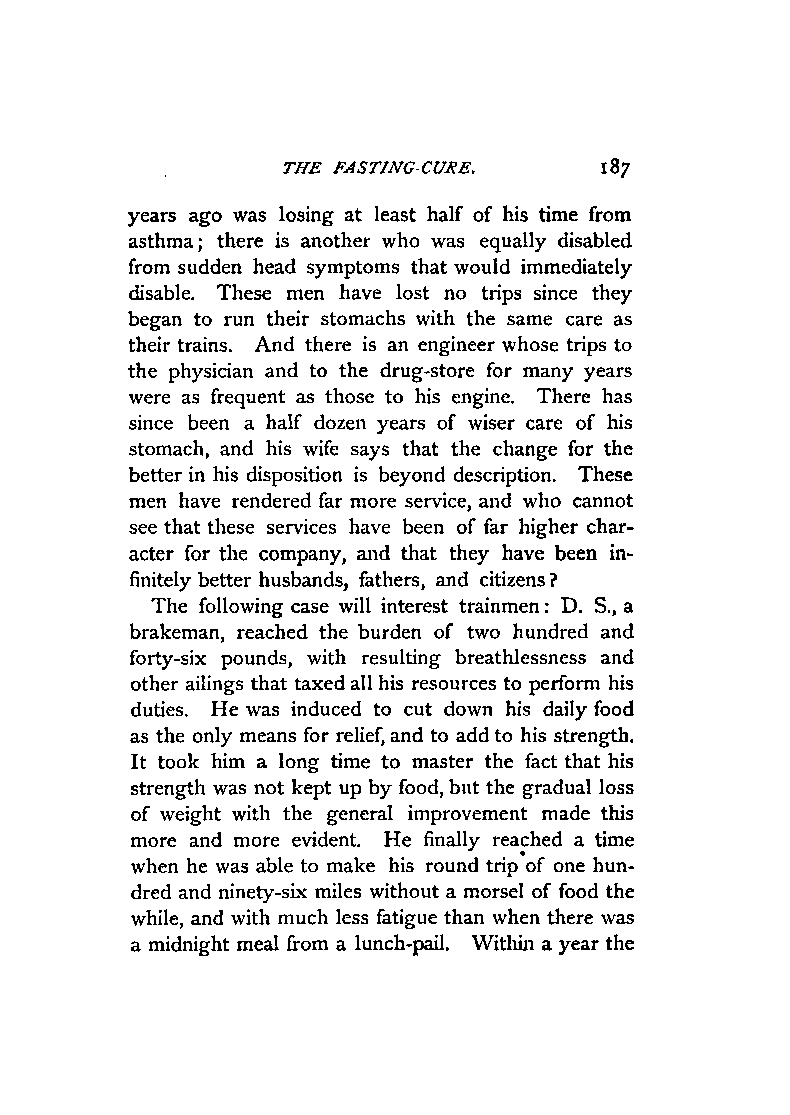 THE FASTING-CURE. 187
years ago was losing at least half of his time from
asthma; there is another who was equally disabled
from sudden head symptoms that would immediately
disable. These men have lost no trips since they
began to run their stomachs with the same care as
their trains. And there is an engineer whose trips to
the physician and to the drug-store for many years
were as frequent as those to his engine. There has
since been a half dozen years of wiser care of his
stomach, and his wife says that the change for the
better in his disposition is beyond description. These
men have rendered far more service, and who cannot
see that these services have been of far higher char-
acter for the company, and that they have been in-
finitely better husbands, fathers, and citizens?
The following case will interest trainmen: D. S., a
brakeman, reached the burden of two hundred and
forty-six pounds, with resulting breathlessness and
other ailings that taxed all his resources to perform his
duties. He was induced to cut down his daily food
as the only means for relief, and to add to his strength.
It took him a long time to master the fact that his
strength was not kept up by food, but the gradual loss
of weight with the general improvement made this
more and more evident. He finally reached a time
when he was able to make his round trip of one hun-
dred and ninety-six miles without a morsel of food the
while, and with much less fatigue than when there was
a midnight meal from a lunch-pail. Within a year the